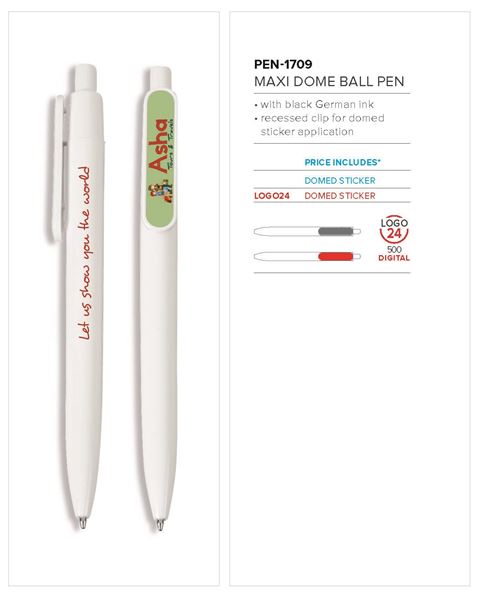 Let us show you the world
Asha
Tours & Travels
PEN-1709
MAXI DOME BALL PEN
• with black German ink
• recessed clip for domed
sticker application
PRICE INCLUDES*
DOMED STICKER
LOGO24 DOMED STICKER
LOGO
24
500
DIGITAL